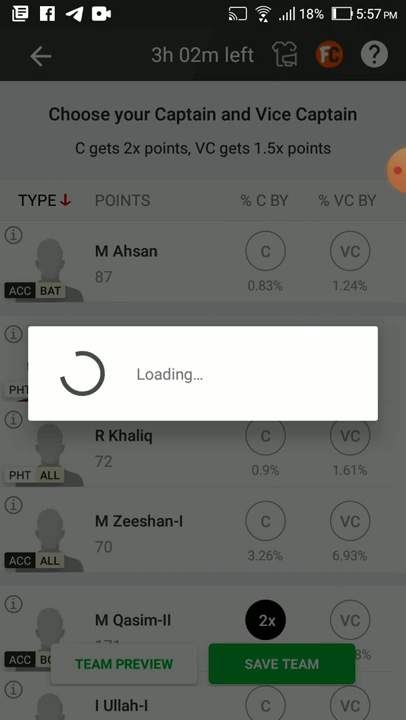 18% 5:57 PM
3h 02m left FC ?
Choose your Captain and Vice Captain
C gets 2x points, VC gets 1.5x points
TYPE POINTS % C BY % VC BY
M Ahsan
87
C VC
0.83% 1.24%
ACC BAT
Loading...
PHT
R Khaliq
72
C VC
0.9% 1.61%
PHT ALL
M Zeeshan-I
70
C VC
3.26% 6.93%
ACC ALL
M Qasim-II
2x VC
8%
ACC
TEAM PREVIEW SAVE TEAM
I Ullah-I
C VC